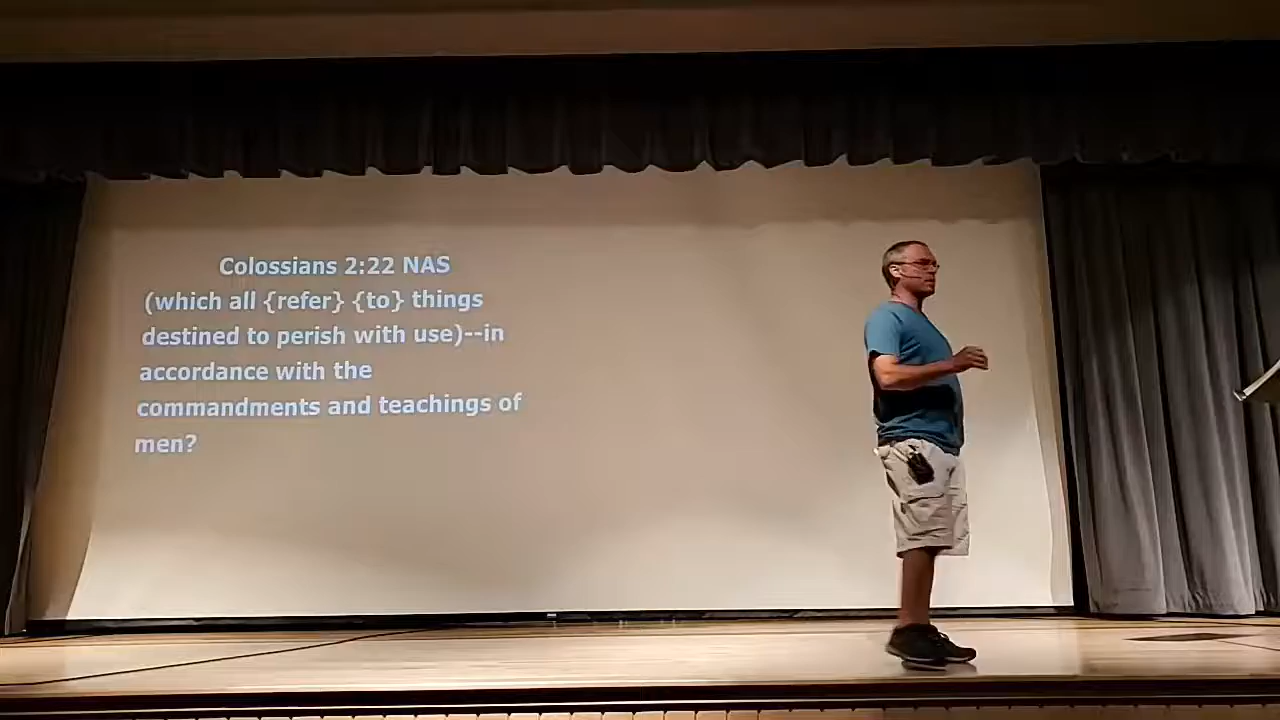 Colossians 2:22 NAS
(which all {refer} {to} things
destined to perish with use)--in
accordance with the
commandments and teachings of
men?